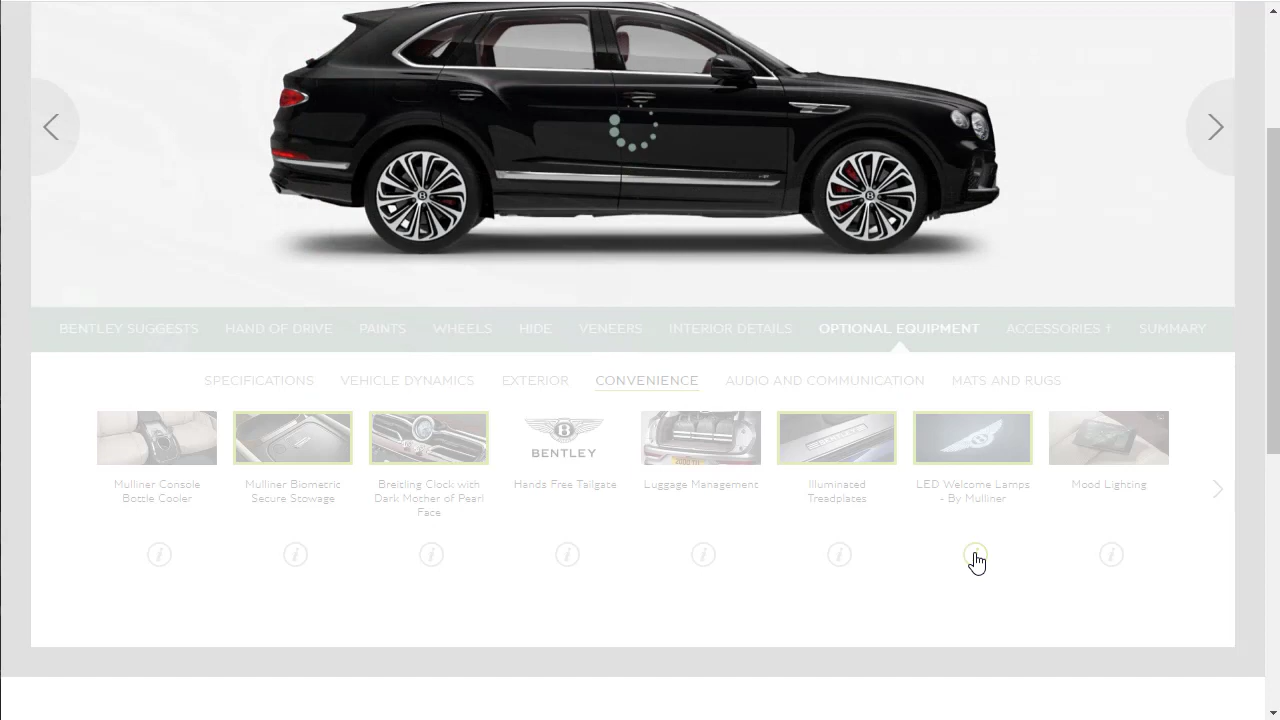 BENTLEY SUGGESTS HAND OF DRIVE PAINTS WHEELS HIDE VENEERS INTERIOR DETAILS OPTIONAL EQUIPMENT ACCESSORIES † SUMMARY
SPECIFICATIONS VEHICLE DYNAMICS EXTERIOR CONVENIENCE AUDIO AND COMMUNICATION MATS AND RUGS
BENTLEY
Mulliner Console
Bottle Cooler
Mulliner Biometric
Secure Stowage
Breitling Clock with
Dark Mother of Pearl
Face
Hands Free Tailgate
Luggage Management
Illuminated
Treadplates
LED Welcome Lamps
- By Mulliner
Mood Lighting